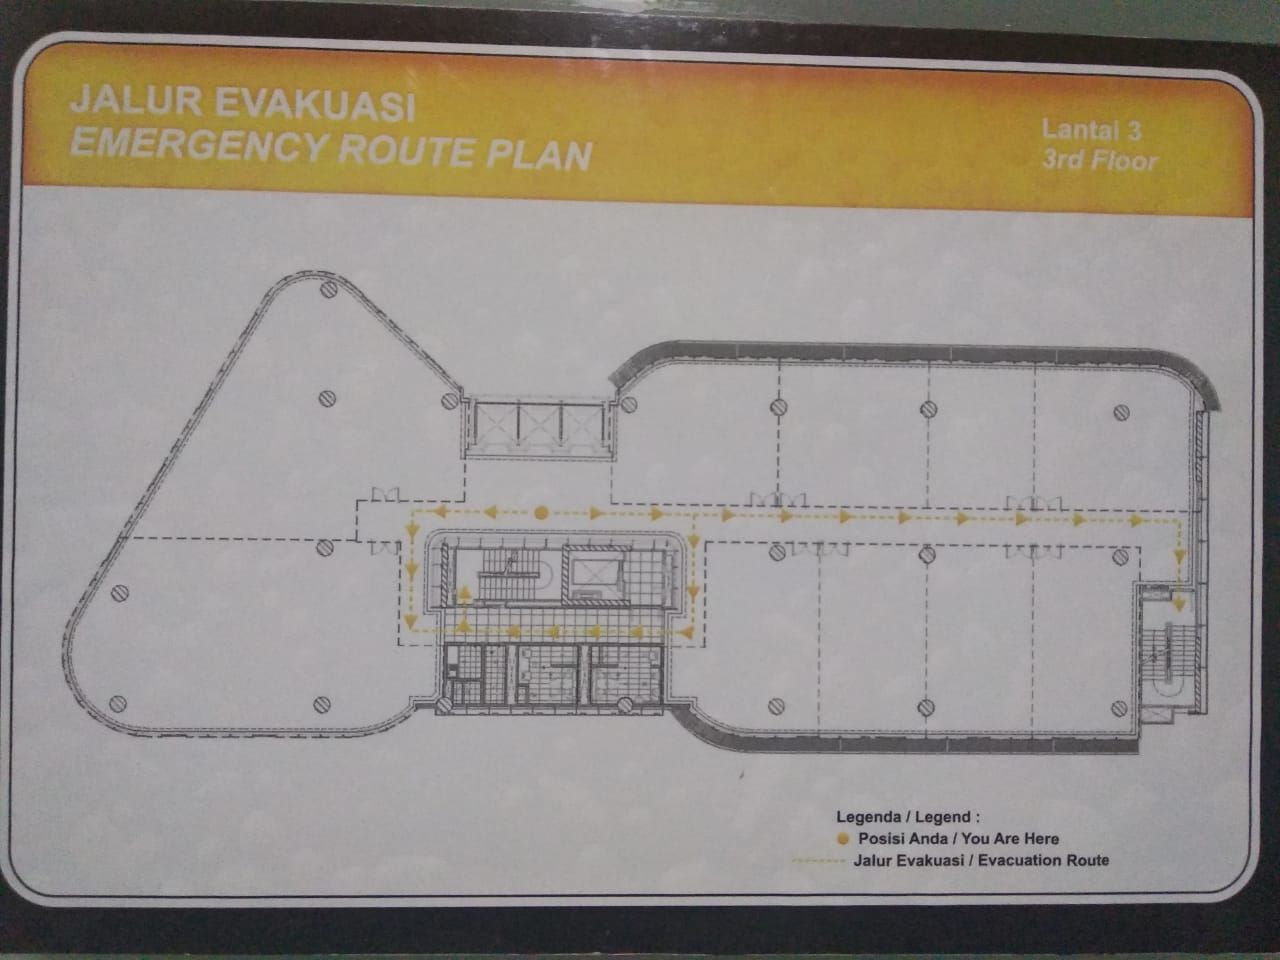 JALUR EVAKUASI
EMERGENCY ROUTE PLAN
Lantai 3
3rd Floor
Legenda / Legend :
Posisi Anda / You Are Here
Jalur Evakuasi / Evacuation Route